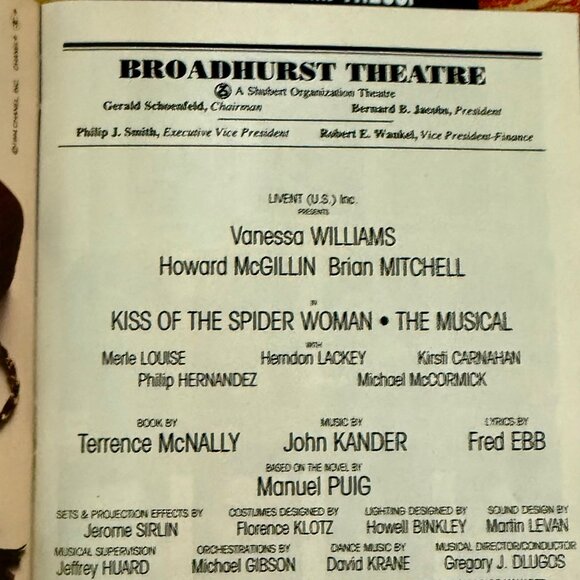 BROADHURST THEATRE
A Shubert Organization Theatre
Gerald Schoenfeld, Chairman Bernard B. Jacobs, President
Philip J. Smith, Executive Vice President Robert E. Wankel, Vice President-Finance
LIVENT (U.S.) Inc.
PRESENTS
Vanessa WILLIAMS
Howard McGILLIN Brian MITCHELL
IN
KISS OF THE SPIDER WOMAN • THE MUSICAL
WITH
Merle LOUISE Herndon LACKEY Kirsti CARNAHAN
Philip HERNANDEZ Michael McCORMICK
BOOK BY MUSIC BY LYRICS BY
Terrence McNALLY John KANDER Fred EBB
BASED ON THE NOVEL BY
Manuel PUIG
SETS & PROJECTION EFFECTS BY COSTUMES DESIGNED BY LIGHTING DESIGNED BY SOUND DESIGN BY
Jerome SIRLIN Florence KLOTZ Howell BINKLEY Martin LEVAN
MUSICAL SUPERVISION ORCHESTRATIONS BY DANCE MUSIC BY MUSICAL DIRECTOR/CONDUCTOR
Jeffrey HUARD Michael GIBSON David KRANE Gregory J. DLUGOS